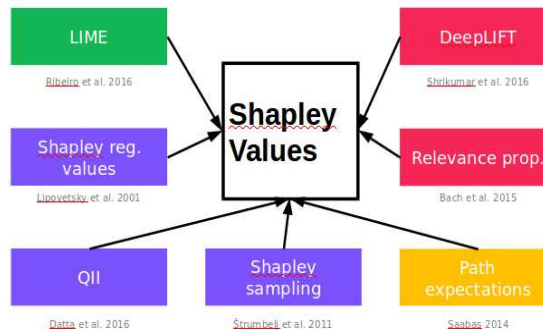 LIME
DeepLIFT
Ribeiro et al. 2016
Shrikumar et al. 2016
Shapley
Values
Shapley reg.
values
Relevance prop.
Lipovetsky et al. 2001
Bach et al. 2015
QII
Shapley
sampling
Path
expectations
Datta et al. 2016
Štrumbelj et al. 2011
Saabas 2014